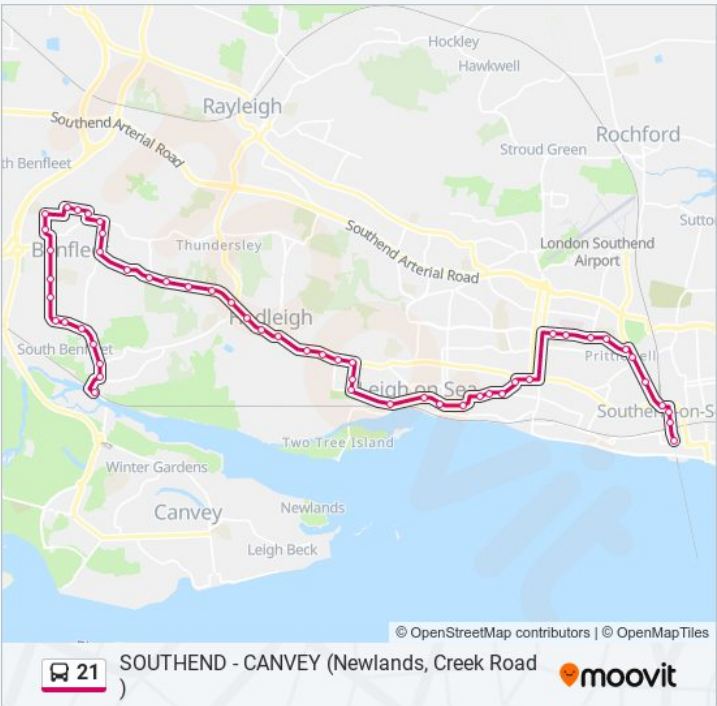 Hockley
Hawkwell
Rayleigh
Southend Arterial Road
Rochford
Stroud Green
th Benfleet
Sutto
Thundersley
London Southend
Airport
Southend Arterial Road
Benflee
Hadleigh
South Benfleet
Prittlewell
Leigh on Sea
Southend-on-S
Two Tree Island
Winter Gardens
Canvey
Newlands
Leigh Beck
© OpenStreetMap contributors | © OpenMapTiles
21
SOUTHEND - CANVEY (Newlands, Creek Road
)
moovit